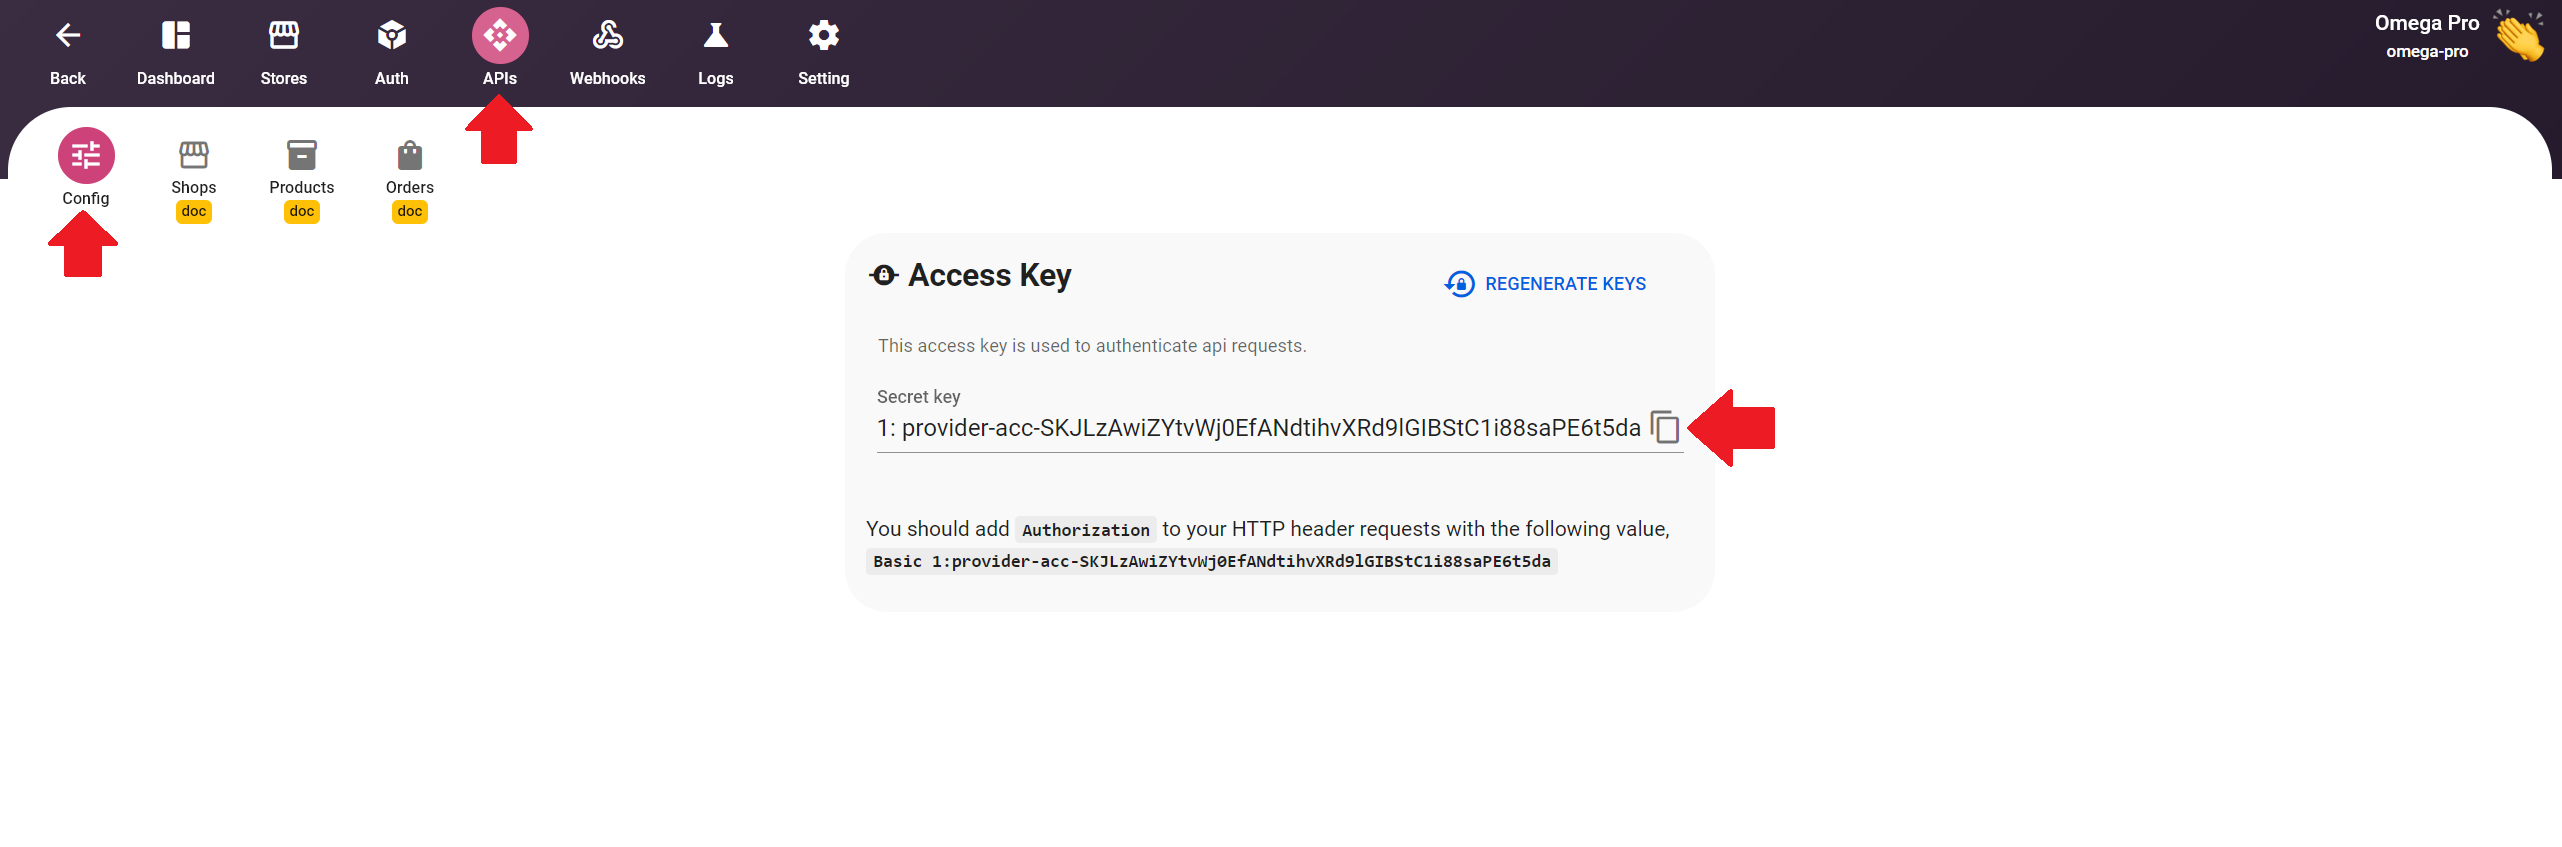 Back
Dashboard
Stores
Auth
APIs
Webhooks
Logs
Setting
Omega Pro
omega-pro
Config
Shops
doc
Products
doc
Orders
doc
Access Key
REGENERATE KEYS
This access key is used to authenticate api requests.
Secret key
1: provider-acc-SKJLzAwiZYtvWj0EfANdtihvXRd9lGIBStC1i88saPE6t5da
You should add Authorization to your HTTP header requests with the following value,
Basic 1:provider-acc-SKJLzAwiZYtvWj0EfANdtihvXRd9lGIBStC1i88saPE6t5da